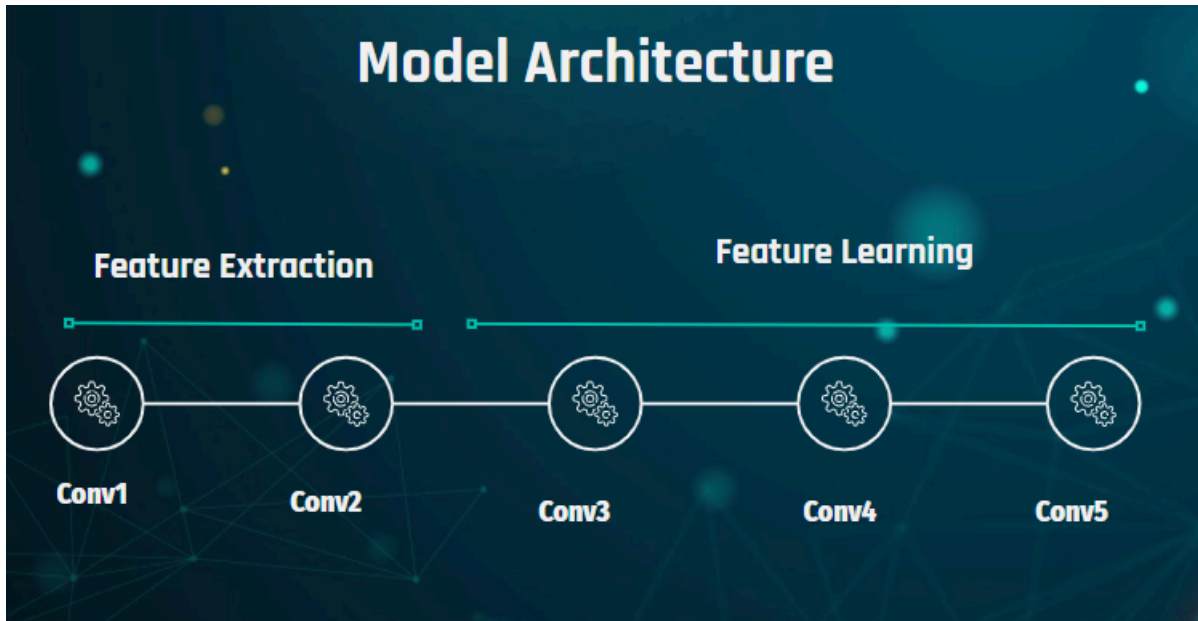 Model Architecture
Feature Extraction
Feature Learning
Conv1
Conv2
Conv3
Conv4
Conv5